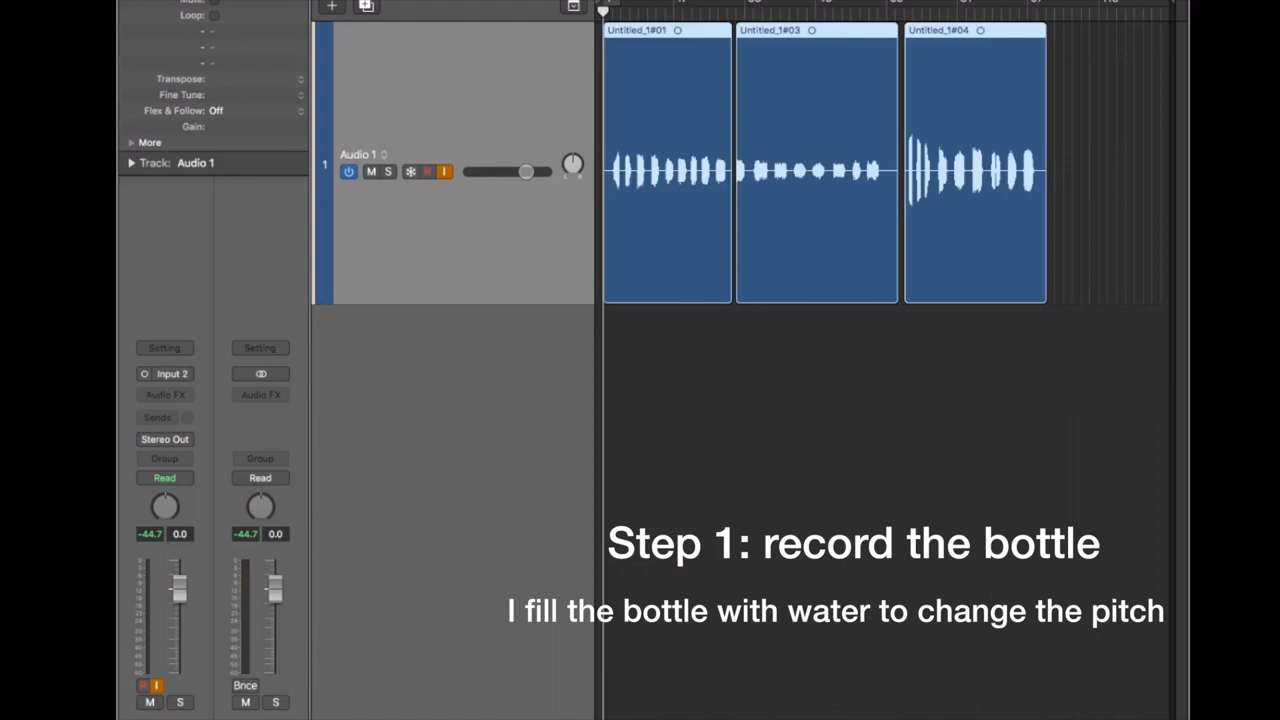 Loop:
Transpose:
Fine Tune:
Flex & Follow: Off
Gain:
More
Track: Audio 1
Untitled_1#01
Untitled_1#03
Untitled_1#04
1
Audio 1
M S R I
Setting
Setting
Input 2
Audio FX
Audio FX
Sends
Stereo Out
Group
Group
Read
Read
-44.7 0.0
-44.7 0.0
R I
Bnce
M S
M S
Step 1: record the bottle
I fill the bottle with water to change the pitch